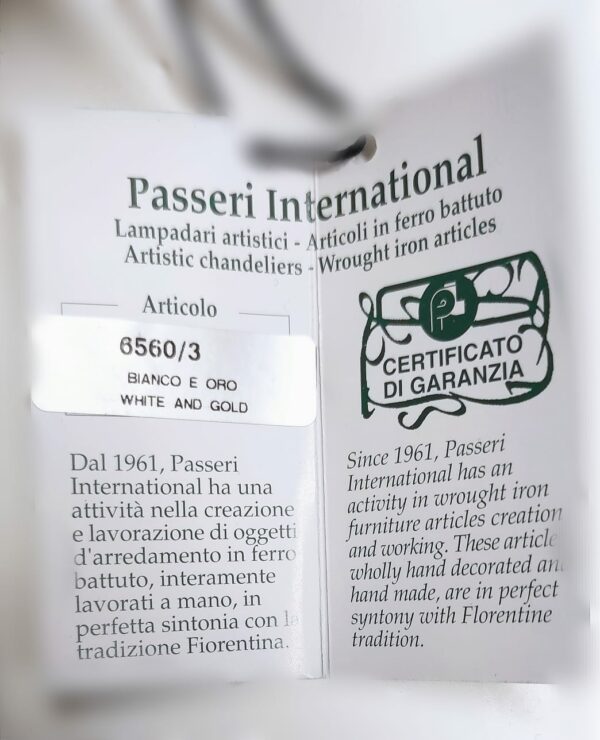 Passeri International
Lampadari artistici - Articoli in ferro battuto
Artistic chandeliers - Wrought iron articles
Articolo
6560/3
BIANCO E ORO
WHITE AND GOLD
Dal 1961, Passeri
International ha una
attività nella creazione
e lavorazione di oggetti
d'arredamento in ferro
battuto, interamente
lavorati a mano, in
perfetta sintonia con la
tradizione Fiorentina.
CERTIFICATO
DI GARANZIA
Since 1961, Passeri
International has an
activity in wrought iron
furniture articles creation
and working. These article
wholly hand decorated an
hand made, are in perfect
syntony with Florentine
tradition.